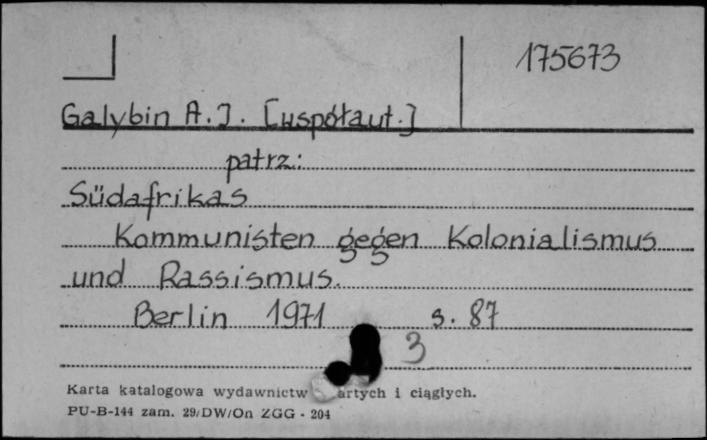 175673
Galybin A.J. [współaut.]
patrz:
Südafrikas
Kommunisten gegen Kolonialismus
und Rassismus.
Berlin 1971 s. 87
3
Karta katalogowa wydawnictw artych i ciągłych.
PU-B-144 zam. 29/DW/On ZGG - 204